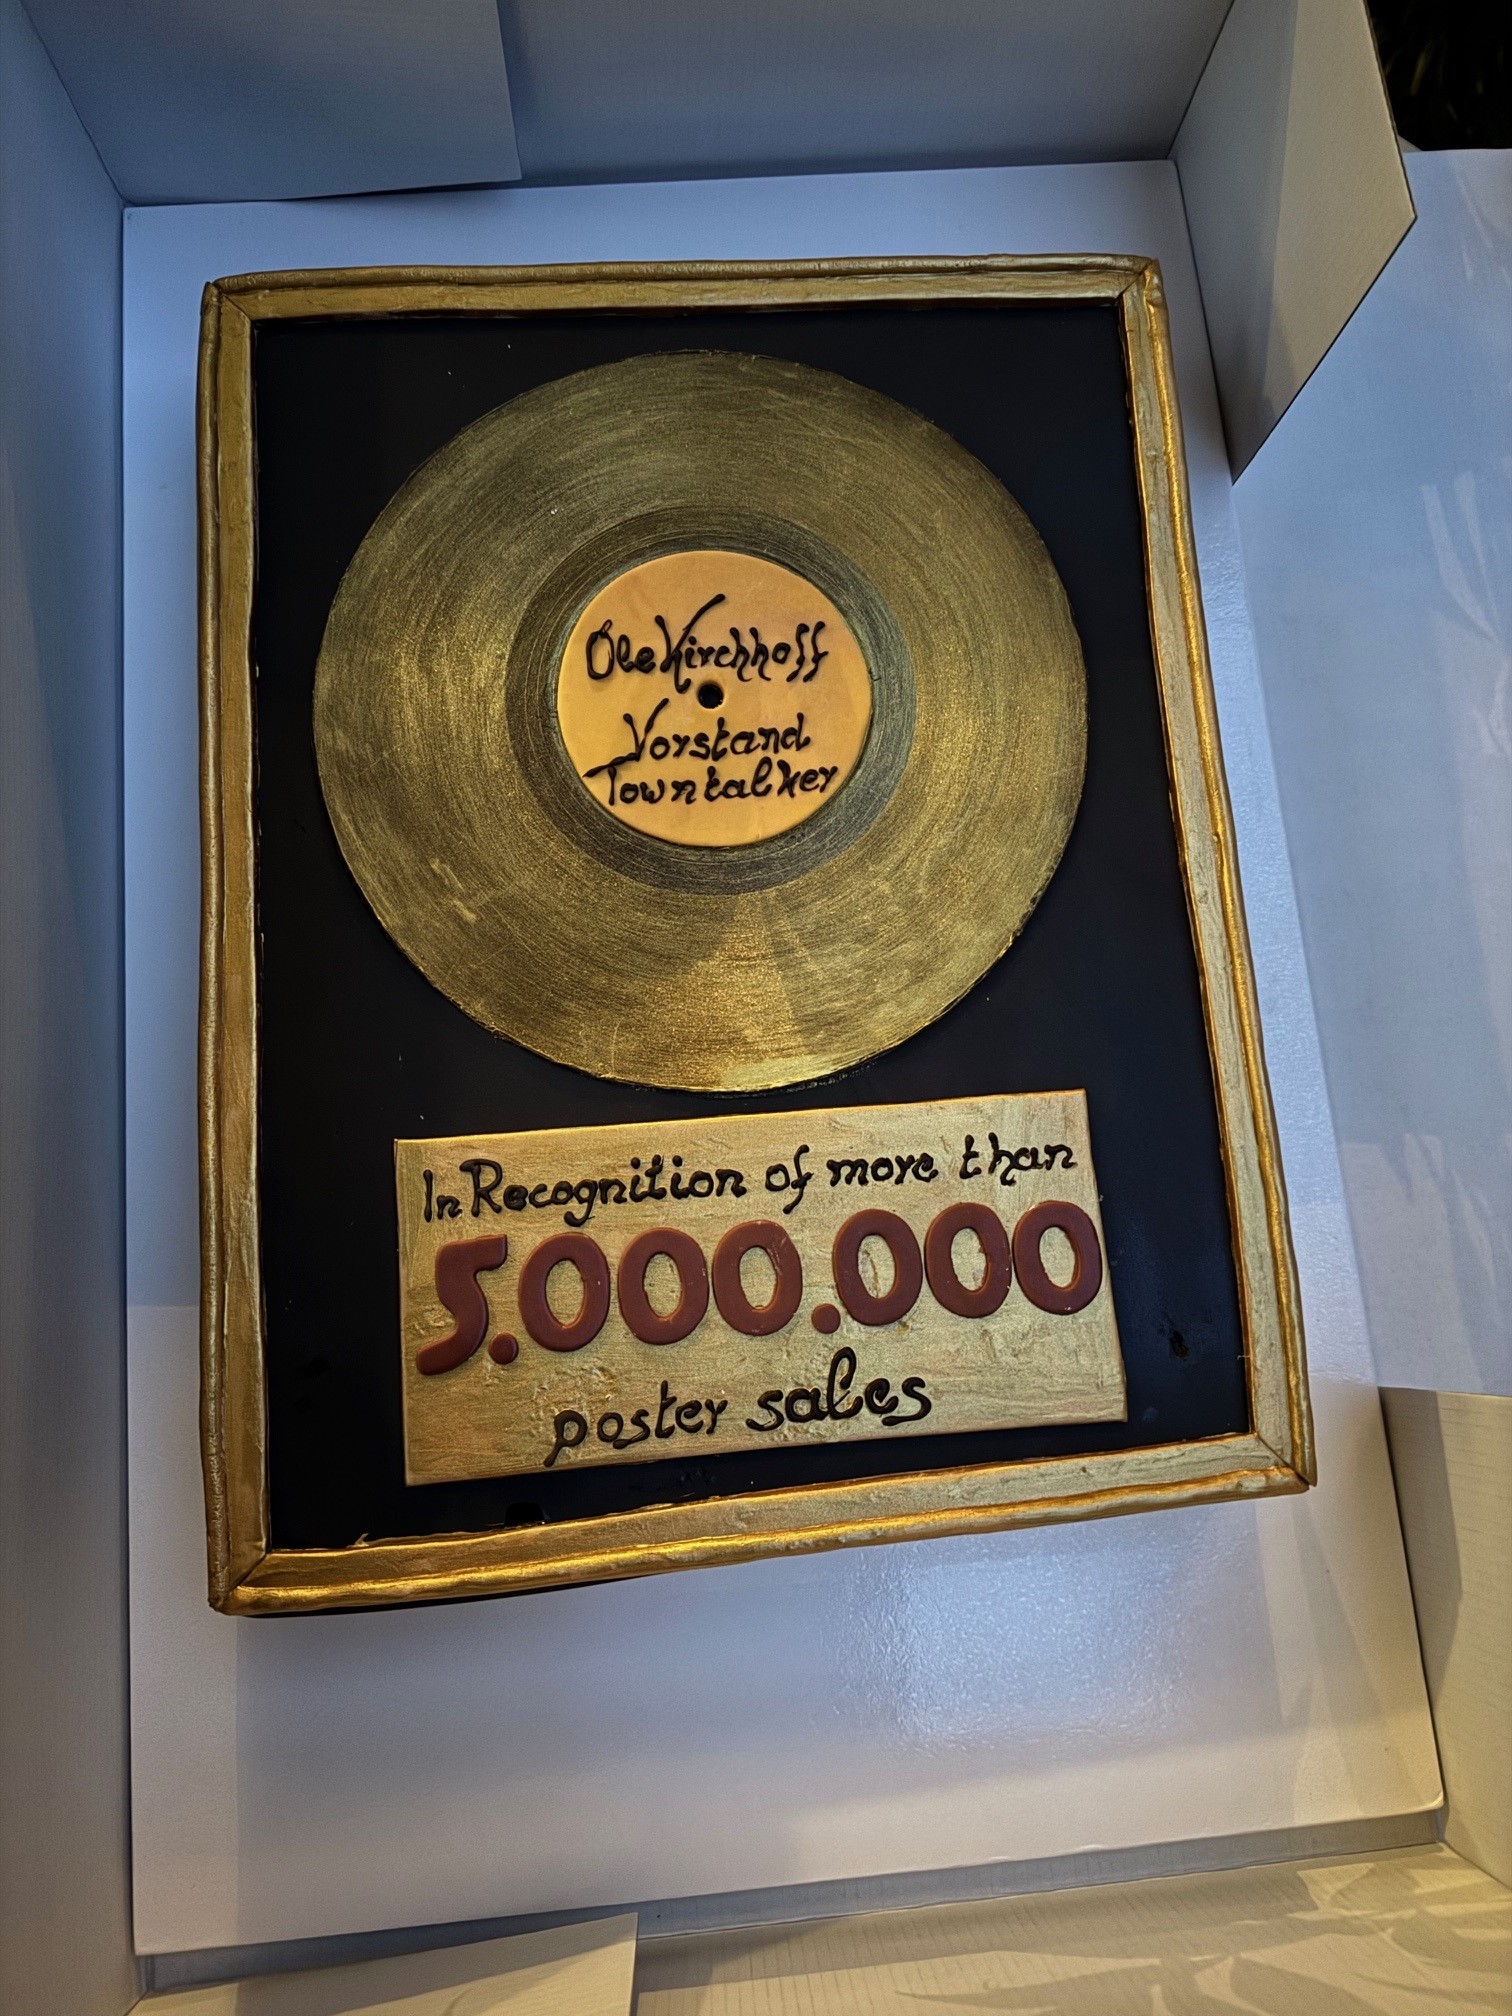 Ole Kirchhoff
Vorstand
Towntalker
In Recognition of more than
5.000.000
poster sales